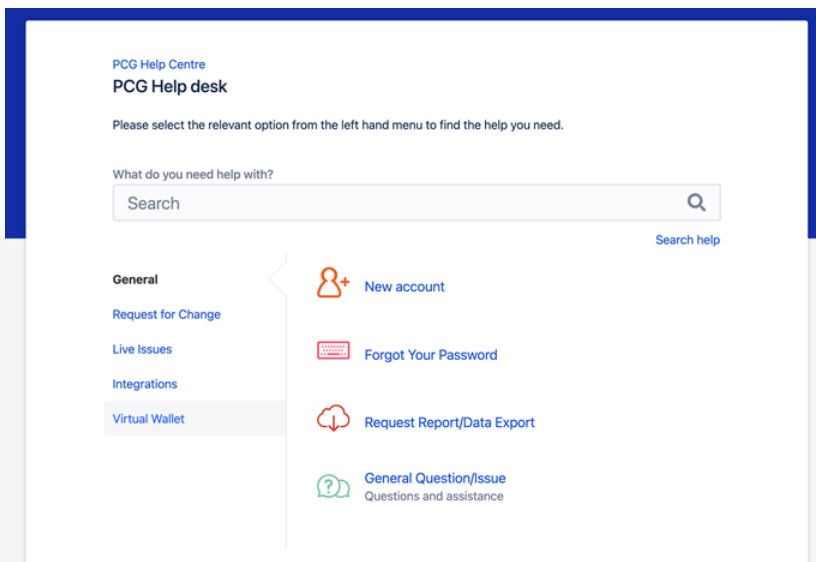 PCG Help Centre
PCG Help desk
Please select the relevant option from the left hand menu to find the help you need.
What do you need help with?
Search
Search help
General
Request for Change
Live Issues
Integrations
Virtual Wallet
New account
Forgot Your Password
Request Report/Data Export
General Question/Issue
Questions and assistance